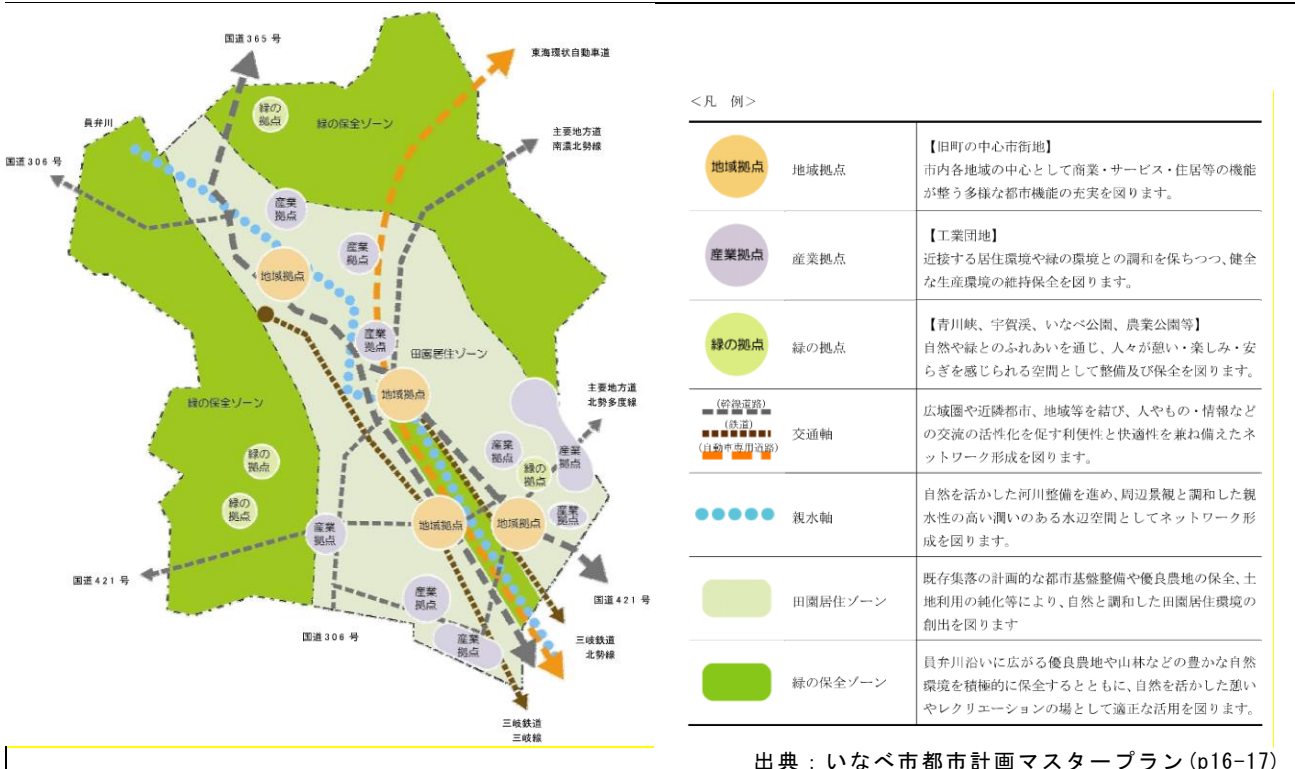 国道365 号
東海環状自動車道
緑の
拠点
緑の保全ゾーン
員弁川
主要地方道
南濃北勢線
国道306 号
産業
拠点
産業
拠点
地域拠点
産業
拠点
田園居住ゾーン
地域拠点
主要地方道
北勢多度線
緑の保全ゾーン
産業
拠点
産業
拠点
緑の
拠点
緑の
拠点
緑の
拠点
産業
拠点
地域拠点
地域拠点
産業
拠点
国道421 号
産業
拠点
国道421 号
国道306 号
産業
拠点
三岐鉄道
北勢線
三岐鉄道
三岐線
<凡 例>
地域拠点
地域拠点
【旧町の中心市街地】
市内各地域の中心として商業・サービス・住居等の機能
が整う多様な都市機能の充実を図ります。
産業拠点
産業拠点
【工業団地】
近接する居住環境や緑の環境との調和を保ちつつ、健全
な生産環境の維持保全を図ります。
緑の拠点
緑の拠点
【青川峡、宇賀渓、いなべ公園、農業公園等】
自然や緑とのふれあいを通じ、人々が憩い・楽しみ・安
らぎを感じられる空間として整備及び保全を図ります。
(幹線道路)
(鉄道)
(自動車専用道路)
交通軸
広域圏や近隣都市、地域等を結び、人やもの・情報など
の交流の活性化を促す利便性と快適性を兼ね備えたネ
ットワーク形成を図ります。
親水軸
自然を活かした河川整備を進め、周辺景観と調和した親
水性の高い潤いのある水辺空間としてネットワーク形
成を図ります。
田園居住ゾーン
既存集落の計画的な都市基盤整備や優良農地の保全、土
地利用の純化等により、自然と調和した田園居住環境の
創出を図ります
緑の保全ゾーン
員弁川沿いに広がる優良農地や山林などの豊かな自然
環境を積極的に保全するとともに、自然を活かした憩い
やレクリエーションの場として適正な活用を図ります。
出典：いなべ市都市計画マスタープラン(p16-17)